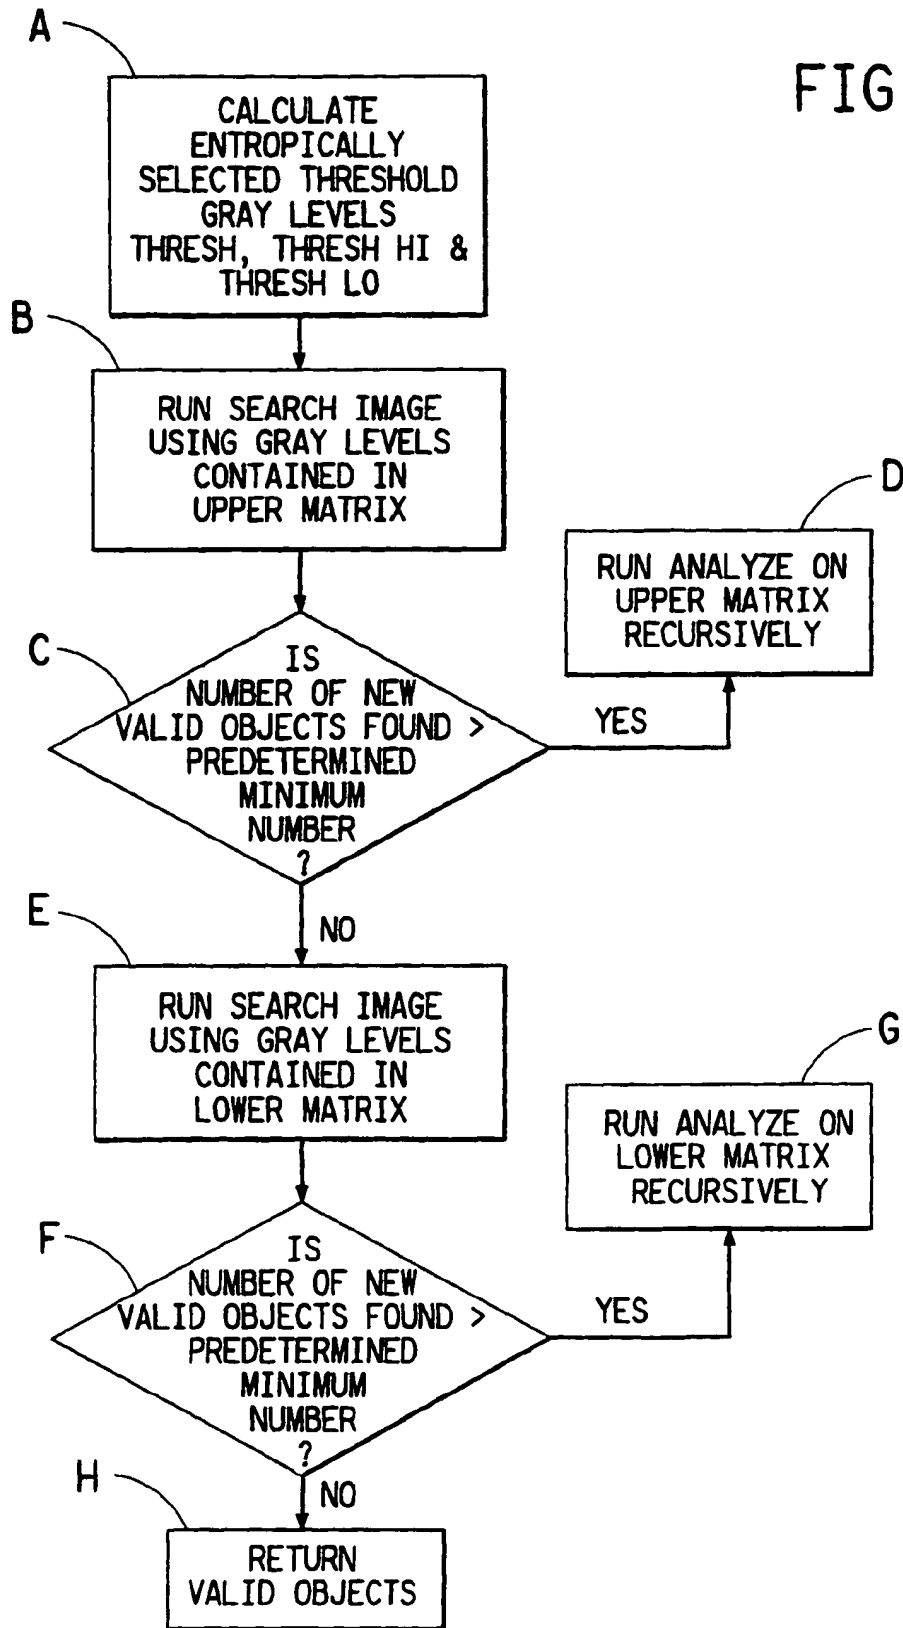 A
FIG
CALCULATE
ENTROPICALLY
SELECTED THRESHOLD
GRAY LEVELS
THRESH, THRESH HI &
THRESH LO
B
RUN SEARCH IMAGE
USING GRAY LEVELS
CONTAINED IN
UPPER MATRIX
D
RUN ANALYZE ON
UPPER MATRIX
RECURSIVELY
C
IS
NUMBER OF NEW
VALID OBJECTS FOUND >
PREDETERMINED
MINIMUM
NUMBER
?
YES
NO
E
RUN SEARCH IMAGE
USING GRAY LEVELS
CONTAINED IN
LOWER MATRIX
G
RUN ANALYZE ON
LOWER MATRIX
RECURSIVELY
F
IS
NUMBER OF NEW
VALID OBJECTS FOUND >
PREDETERMINED
MINIMUM
NUMBER
?
YES
NO
H
RETURN
VALID OBJECTS